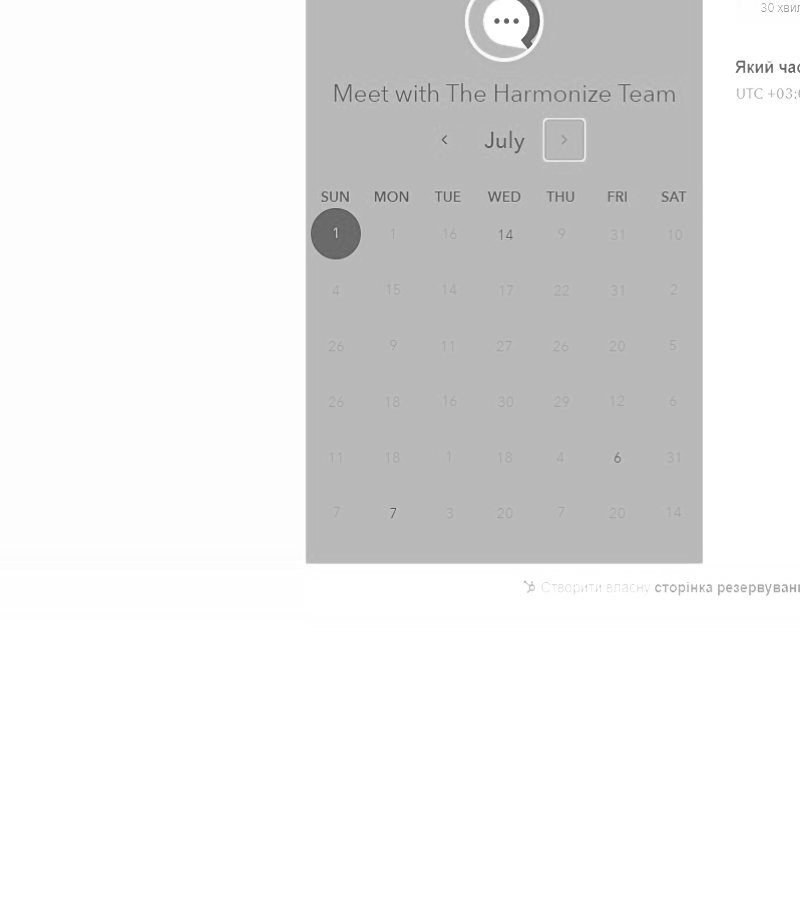 30 хвил
Який час
UTC +03:0
Meet with The Harmonize Team
July
SUN MON TUE WED THU FRI SAT
1 1 16 14 9 31 10
4 15 14 17 22 31 2
26 9 11 27 26 20 5
26 18 16 30 29 12 6
11 18 1 18 4 6 31
7 7 3 20 7 20 14
Створити власну сторінка резервуванн